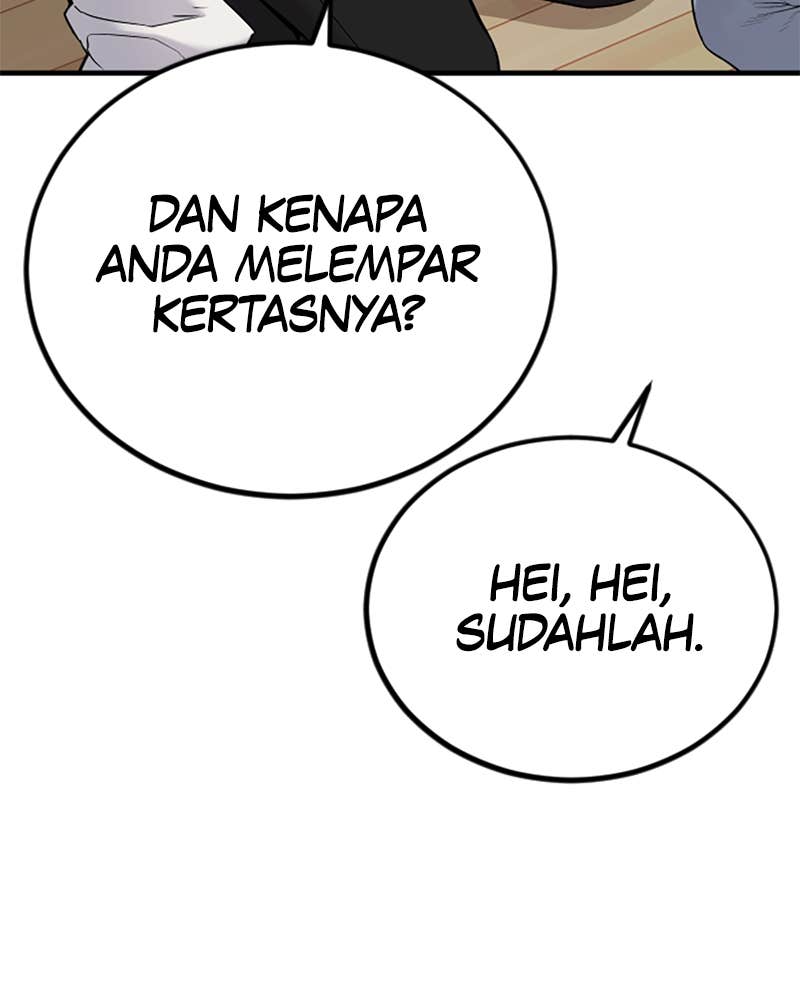 DAN KENAPA
ANDA MELEMPAR
KERTASNYA?
HEI, HEI,
SUDAHLAH.